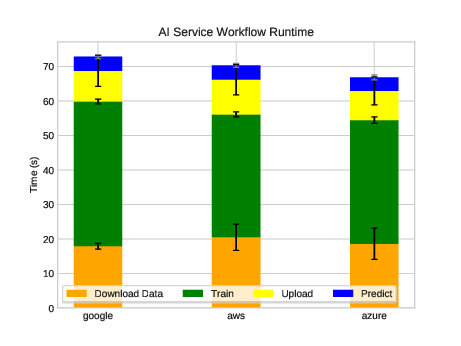 AI Service Workflow Runtime
Time (s)
70
60
50
40
30
20
10
0
Download Data Train Upload Predict
google aws azure